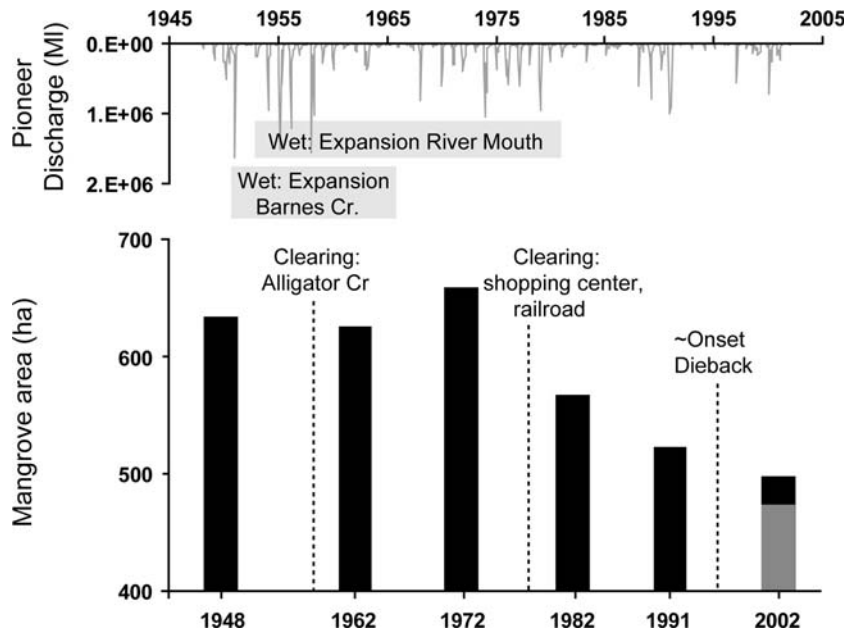 1945 1955 1965 1975 1985 1995 2005
Pioneer
Discharge (Ml)
0.E+00
1.E+06
2.E+06
Wet: Expansion River Mouth
Wet: Expansion
Barnes Cr.
Mangrove area (ha)
700
600
500
400
Clearing:
Alligator Cr
Clearing:
shopping center,
railroad
~Onset
Dieback
1948 1962 1972 1982 1991 2002